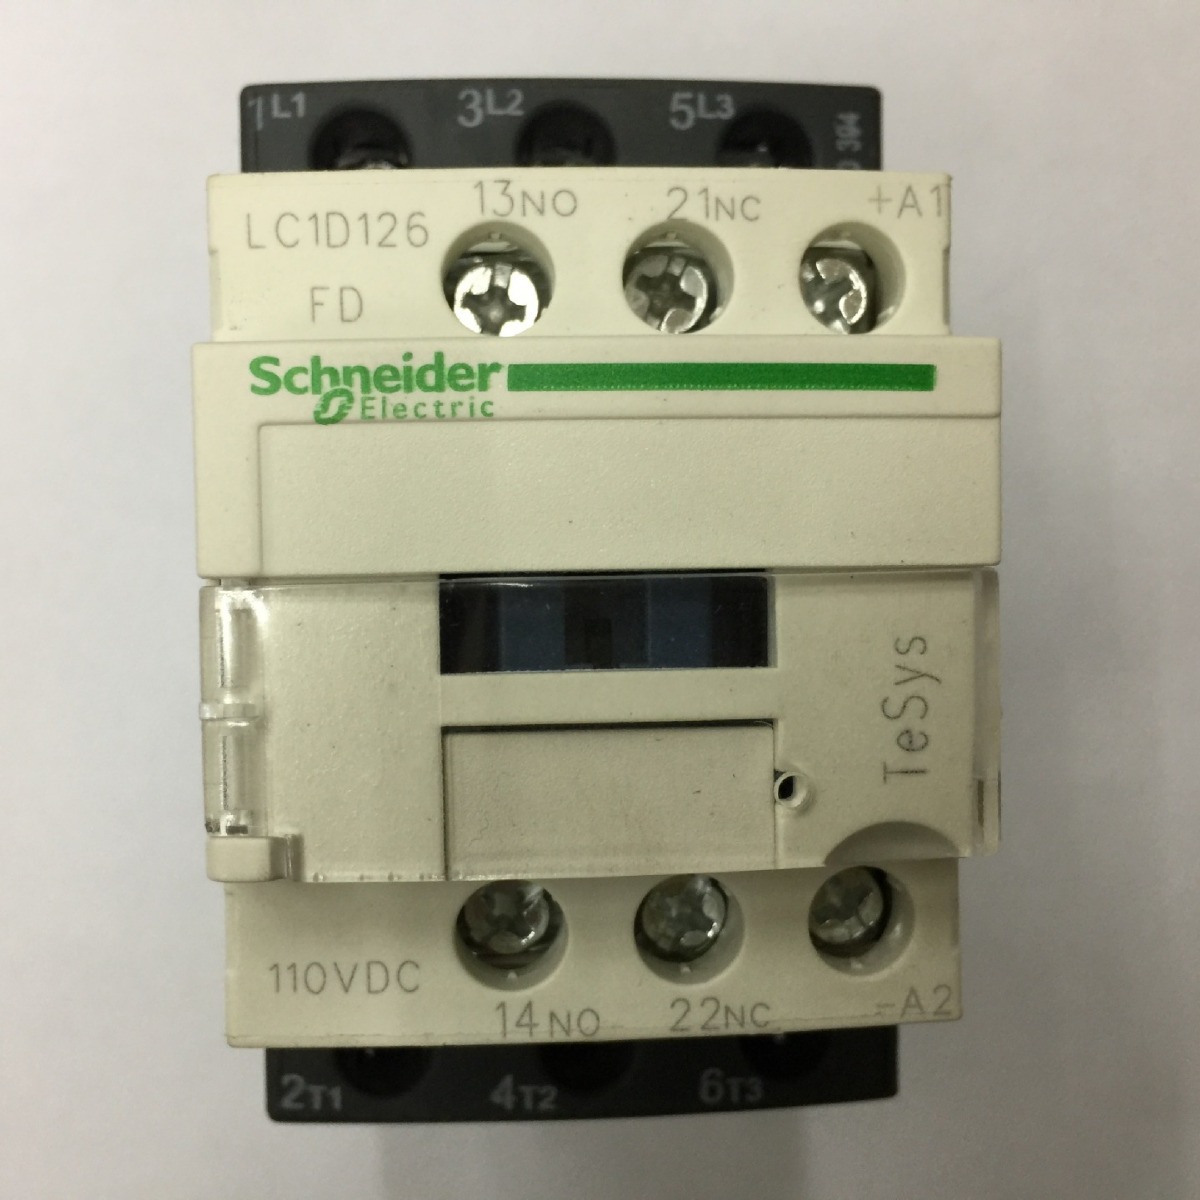 1L1 3L2 5L3
13NO 21NC +A1
LC1D126
FD
Schneider
Electric
TeSys
110VDC
14NO 22NC -A2
2T1 4T2 6T3